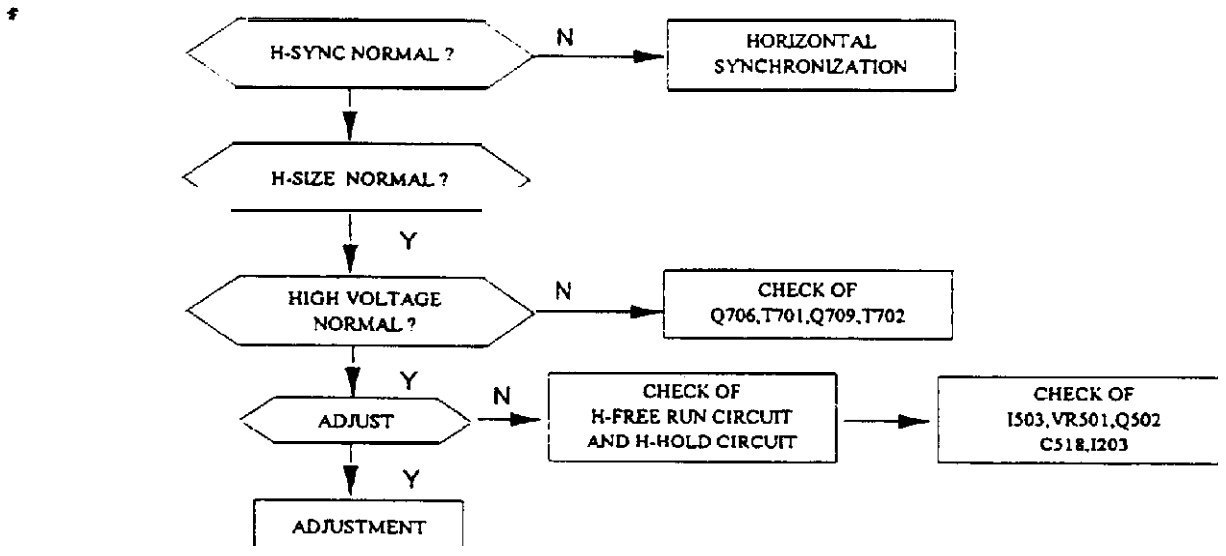 H-SYNC NORMAL ?
N
HORIZONTAL
SYNCHRONIZATION
H-SIZE NORMAL ?
Y
HIGH VOLTAGE
NORMAL ?
N
CHECK OF
Q706,T701,Q709,T702
Y
ADJUST
N
CHECK OF
H-FREE RUN CIRCUIT
AND H-HOLD CIRCUIT
CHECK OF
I503,VR501,Q502
C518,I203
Y
ADJUSTMENT